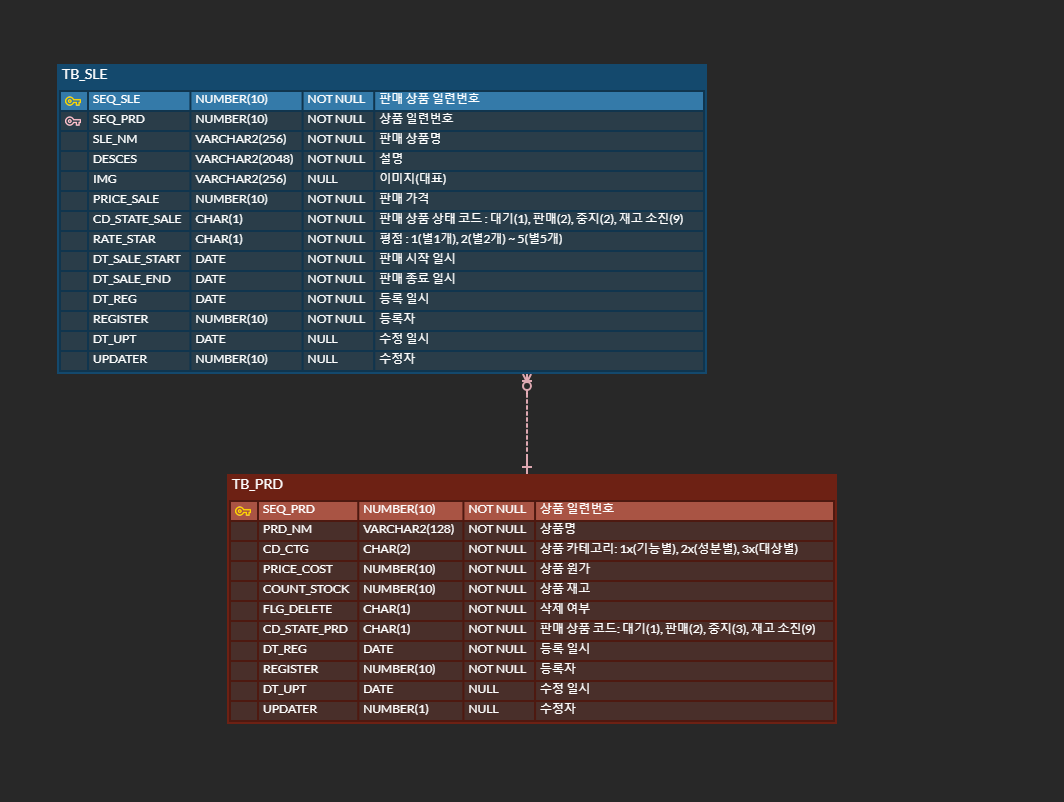 TB_SLE
SEQ_SLE NUMBER(10) NOT NULL 판매 상품 일련번호
SEQ_PRD NUMBER(10) NOT NULL 상품 일련번호
SLE_NM VARCHAR2(256) NOT NULL 판매 상품명
DESCES VARCHAR2(2048) NOT NULL 설명
IMG VARCHAR2(256) NULL 이미지(대표)
PRICE_SALE NUMBER(10) NOT NULL 판매 가격
CD_STATE_SALE CHAR(1) NOT NULL 판매 상품 상태 코드 : 대기(1), 판매(2), 중지(2), 재고 소진(9)
RATE_STAR CHAR(1) NOT NULL 평점 : 1(별1개), 2(별2개) ~ 5(별5개)
DT_SALE_START DATE NOT NULL 판매 시작 일시
DT_SALE_END DATE NOT NULL 판매 종료 일시
DT_REG DATE NOT NULL 등록 일시
REGISTER NUMBER(10) NOT NULL 등록자
DT_UPT DATE NULL 수정 일시
UPDATER NUMBER(10) NULL 수정자
TB_PRD
SEQ_PRD NUMBER(10) NOT NULL 상품 일련번호
PRD_NM VARCHAR2(128) NOT NULL 상품명
CD_CTG CHAR(2) NOT NULL 상품 카테고리: 1x(기능별), 2x(성분별), 3x(대상별)
PRICE_COST NUMBER(10) NOT NULL 상품 원가
COUNT_STOCK NUMBER(10) NOT NULL 상품 재고
FLG_DELETE CHAR(1) NOT NULL 삭제 여부
CD_STATE_PRD CHAR(1) NOT NULL 판매 상품 코드: 대기(1), 판매(2), 중지(3), 재고 소진(9)
DT_REG DATE NOT NULL 등록 일시
REGISTER NUMBER(10) NOT NULL 등록자
DT_UPT DATE NULL 수정 일시
UPDATER NUMBER(1) NULL 수정자